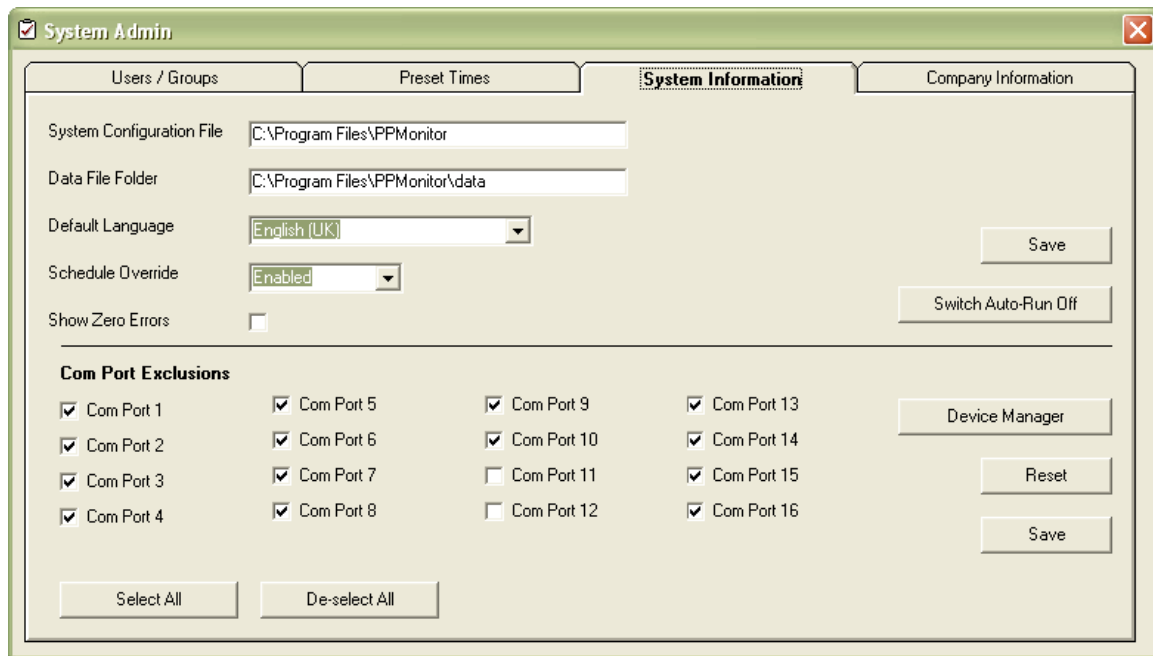 System Admin
Users / Groups
Preset Times
System Information
Company Information
System Configuration File
C:\Program Files\PPMonitor
Data File Folder
C:\Program Files\PPMonitor\data
Default Language
English (UK)
Save
Schedule Override
Enabled
Switch Auto-Run Off
Show Zero Errors
Com Port Exclusions
Com Port 1
Com Port 2
Com Port 3
Com Port 4
Com Port 5
Com Port 6
Com Port 7
Com Port 8
Com Port 9
Com Port 10
Com Port 11
Com Port 12
Com Port 13
Com Port 14
Com Port 15
Com Port 16
Device Manager
Reset
Save
Select All
De-select All